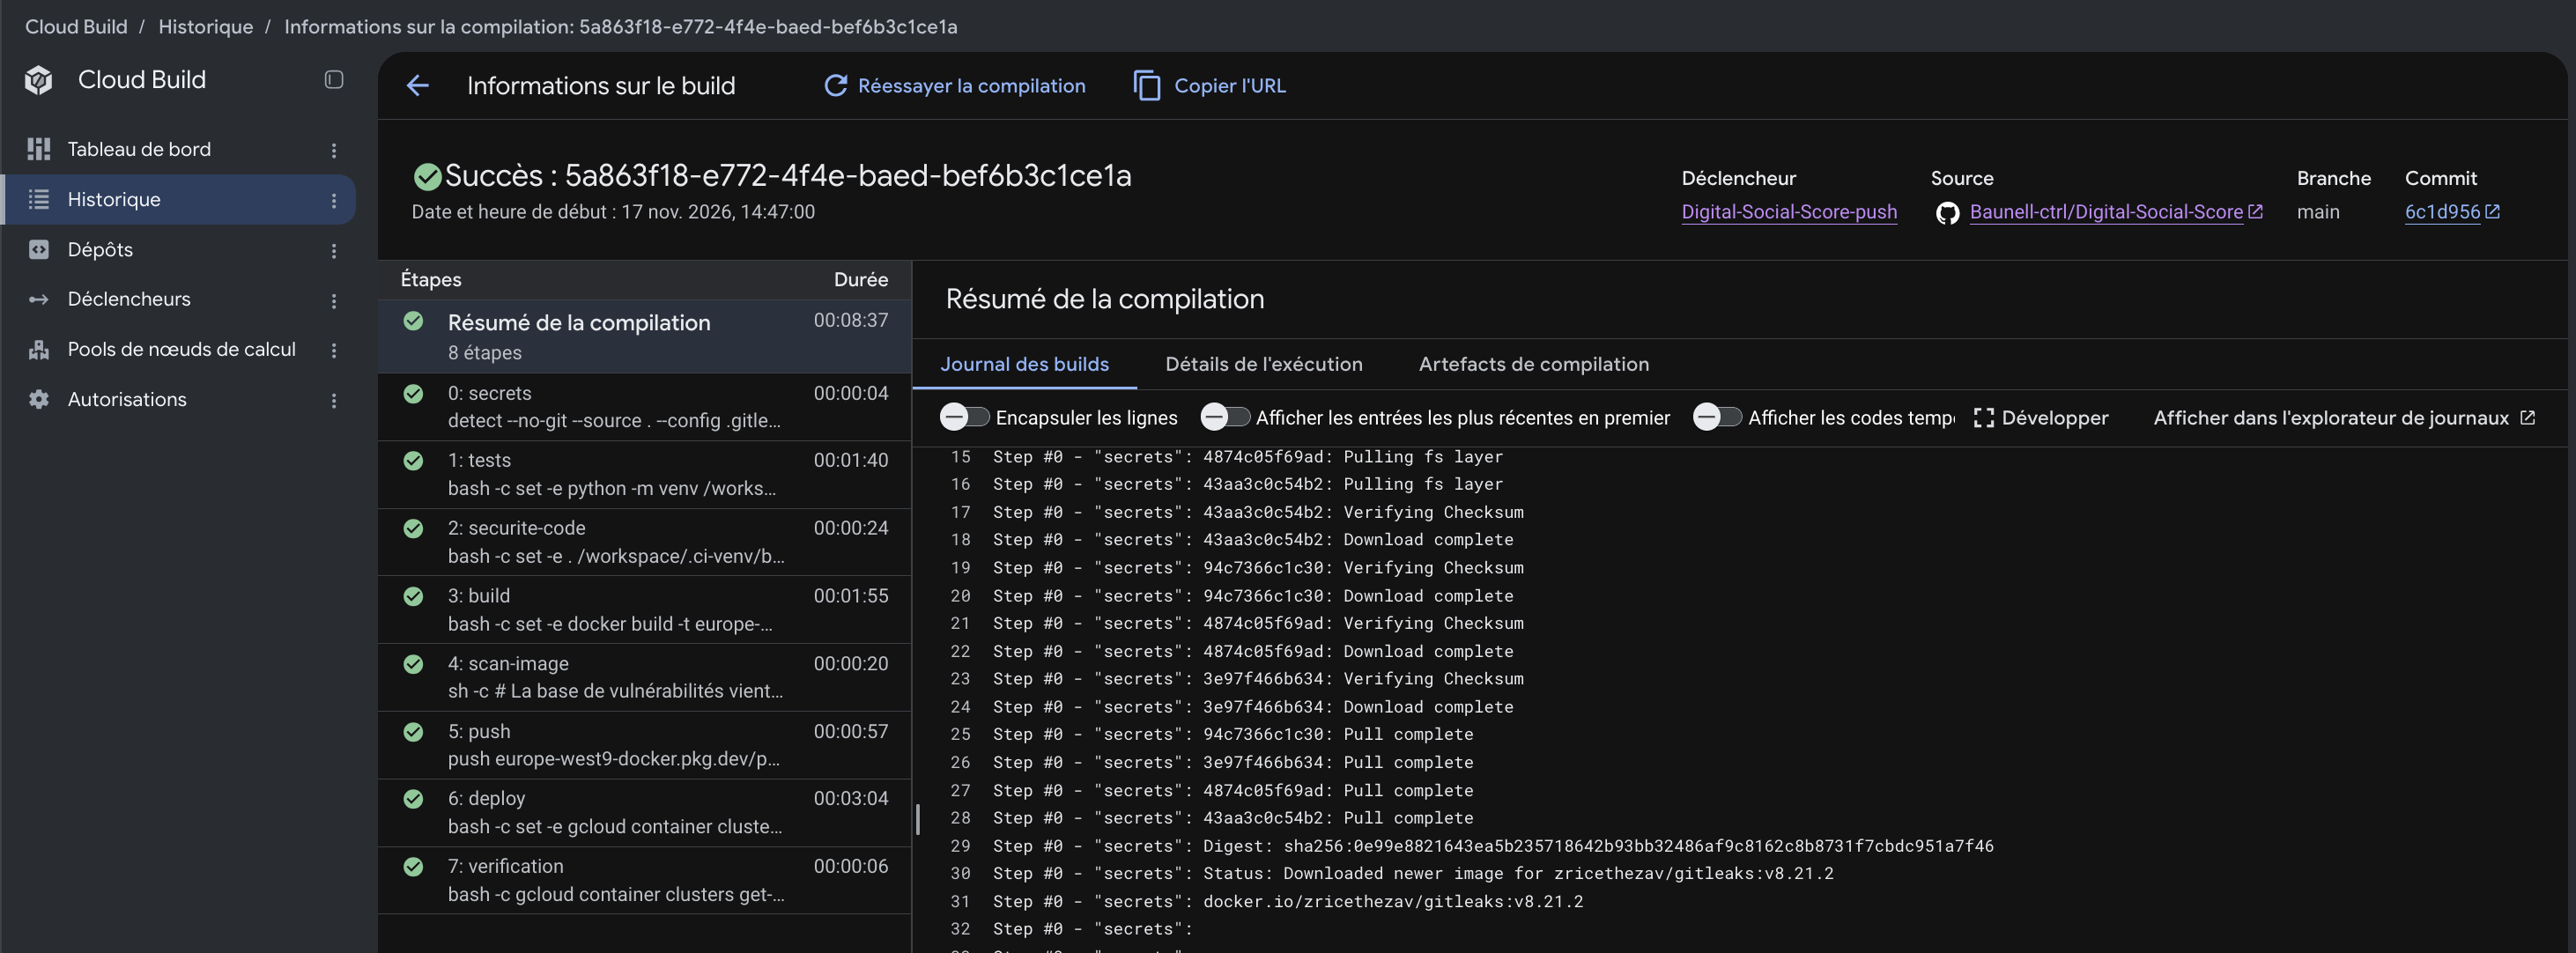 Cloud Build / Historique / Informations sur la compilation: 5a863f18-e772-4f4e-baed-bef6b3c1ce1a
Cloud Build
Tableau de bord
Historique
Dépôts
Déclencheurs
Pools de nœuds de calcul
Autorisations
Informations sur le build
Réessayer la compilation
Copier l'URL
Succès : 5a863f18-e772-4f4e-baed-bef6b3c1ce1a
Date et heure de début : 17 nov. 2026, 14:47:00
Déclencheur
Digital-Social-Score-push
Source
Baunell-ctrl/Digital-Social-Score
Branche
main
Commit
6c1d956
Étapes Durée
Résumé de la compilation 00:08:37
8 étapes
0: secrets 00:00:04
detect --no-git --source . --config .gitle...
1: tests 00:01:40
bash -c set -e python -m venv /works...
2: securite-code 00:00:24
bash -c set -e . /workspace/.ci-venv/b...
3: build 00:01:55
bash -c set -e docker build -t europe-...
4: scan-image 00:00:20
sh -c # La base de vulnérabilités vient...
5: push 00:00:57
push europe-west9-docker.pkg.dev/p...
6: deploy 00:03:04
bash -c set -e gcloud container cluste...
7: verification 00:00:06
bash -c gcloud container clusters get-...
Résumé de la compilation
Journal des builds
Détails de l'exécution
Artefacts de compilation
Encapsuler les lignes
Afficher les entrées les plus récentes en premier
Afficher les codes temp
Développer
Afficher dans l'explorateur de journaux
15 Step #0 - "secrets": 4874c05f69ad: Pulling fs layer
16 Step #0 - "secrets": 43aa3c0c54b2: Pulling fs layer
17 Step #0 - "secrets": 43aa3c0c54b2: Verifying Checksum
18 Step #0 - "secrets": 43aa3c0c54b2: Download complete
19 Step #0 - "secrets": 94c7366c1c30: Verifying Checksum
20 Step #0 - "secrets": 94c7366c1c30: Download complete
21 Step #0 - "secrets": 4874c05f69ad: Verifying Checksum
22 Step #0 - "secrets": 4874c05f69ad: Download complete
23 Step #0 - "secrets": 3e97f466b634: Verifying Checksum
24 Step #0 - "secrets": 3e97f466b634: Download complete
25 Step #0 - "secrets": 94c7366c1c30: Pull complete
26 Step #0 - "secrets": 3e97f466b634: Pull complete
27 Step #0 - "secrets": 4874c05f69ad: Pull complete
28 Step #0 - "secrets": 43aa3c0c54b2: Pull complete
29 Step #0 - "secrets": Digest: sha256:0e99e8821643ea5b235718642b93bb32486af9c8162c8b8731f7cbdc951a7f46
30 Step #0 - "secrets": Status: Downloaded newer image for zricethezav/gitleaks:v8.21.2
31 Step #0 - "secrets": docker.io/zricethezav/gitleaks:v8.21.2
32 Step #0 - "secrets":